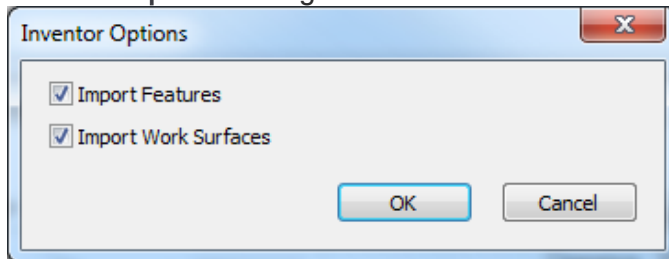 Inventor Options
Import Features
Import Work Surfaces
OK Cancel